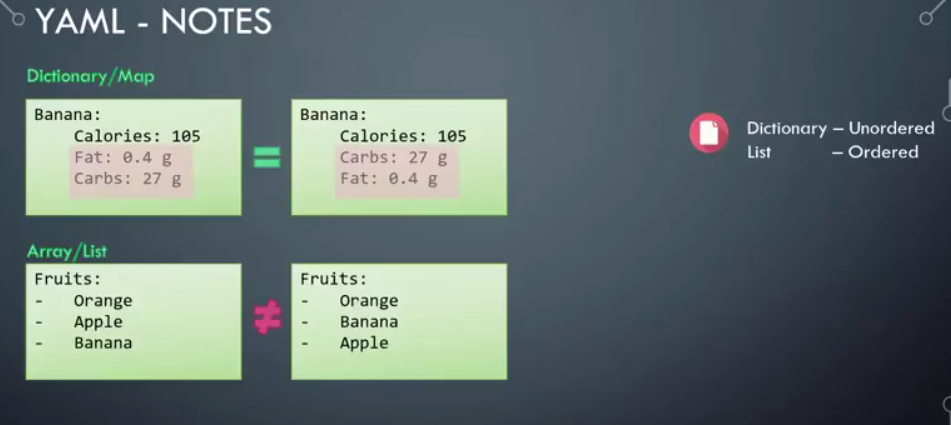 YAML - NOTES
Dictionary/Map
Banana:
Calories: 105
Fat: 0.4 g
Carbs: 27 g
=
Banana:
Calories: 105
Carbs: 27 g
Fat: 0.4 g
Dictionary – Unordered
List – Ordered
Array/List
Fruits:
- Orange
- Apple
- Banana
≠
Fruits:
- Orange
- Banana
- Apple